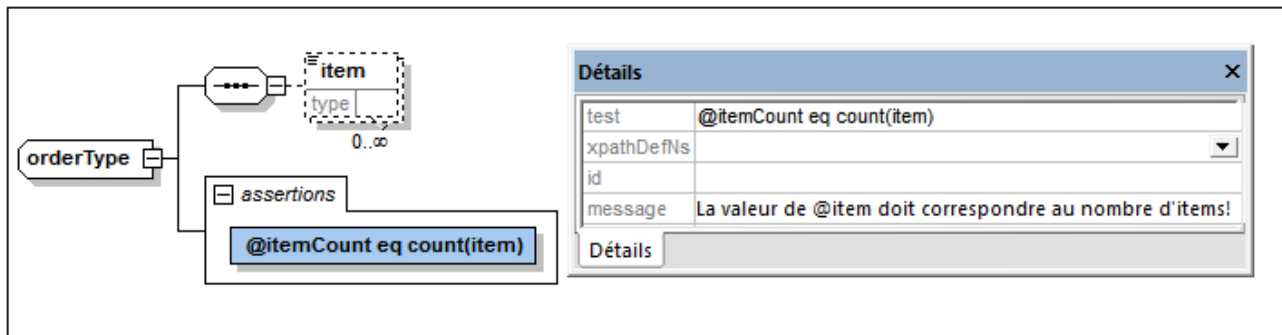 item
type
0..∞
orderType
assertions
@itemCount eq count(item)
Détails
test @itemCount eq count(item)
xpathDefNs
id
message La valeur de @item doit correspondre au nombre d'items!
Détails